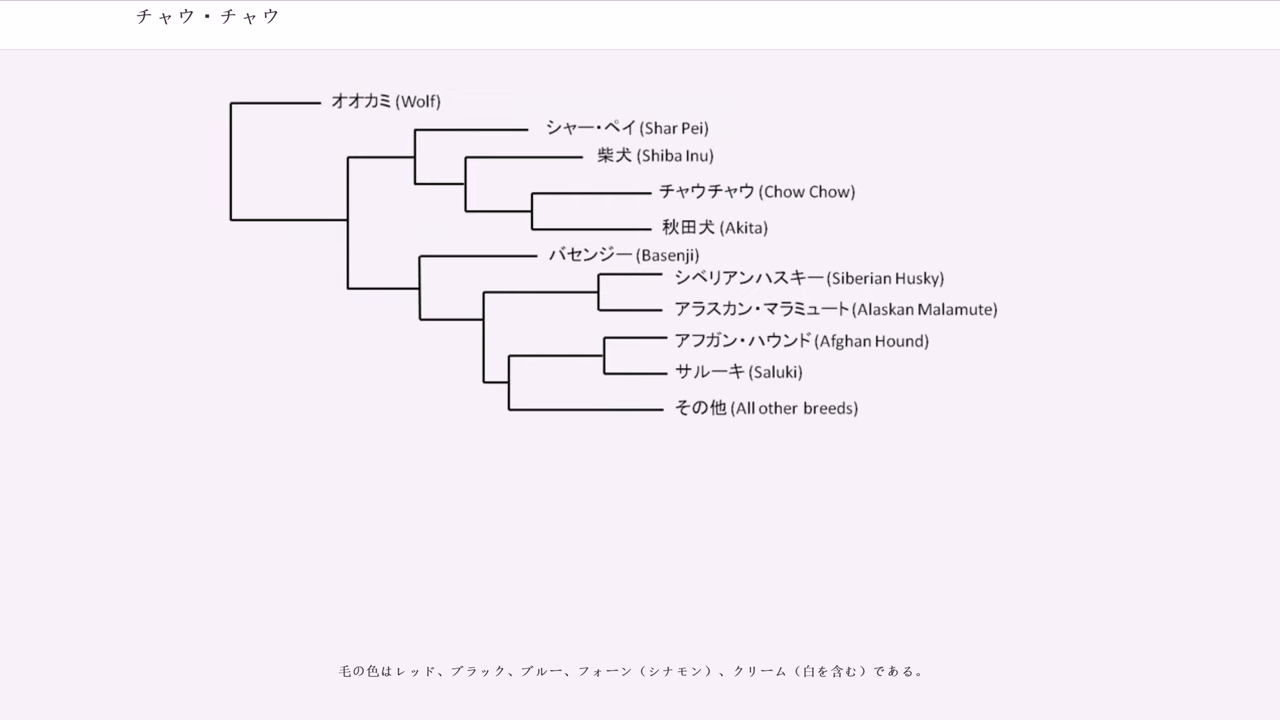 チャウ・チャウ
オオカミ (Wolf)
シャー・ペイ (Shar Pei)
柴犬 (Shiba Inu)
チャウチャウ (Chow Chow)
秋田犬 (Akita)
バセンジー (Basenji)
シベリアンハスキー (Siberian Husky)
アラスカン・マラミュート (Alaskan Malamute)
アフガン・ハウンド (Afghan Hound)
サルーキ (Saluki)
その他 (All other breeds)
毛の色はレッド、ブラック、ブルー、フォーン（シナモン）、クリーム（白を含む）である。